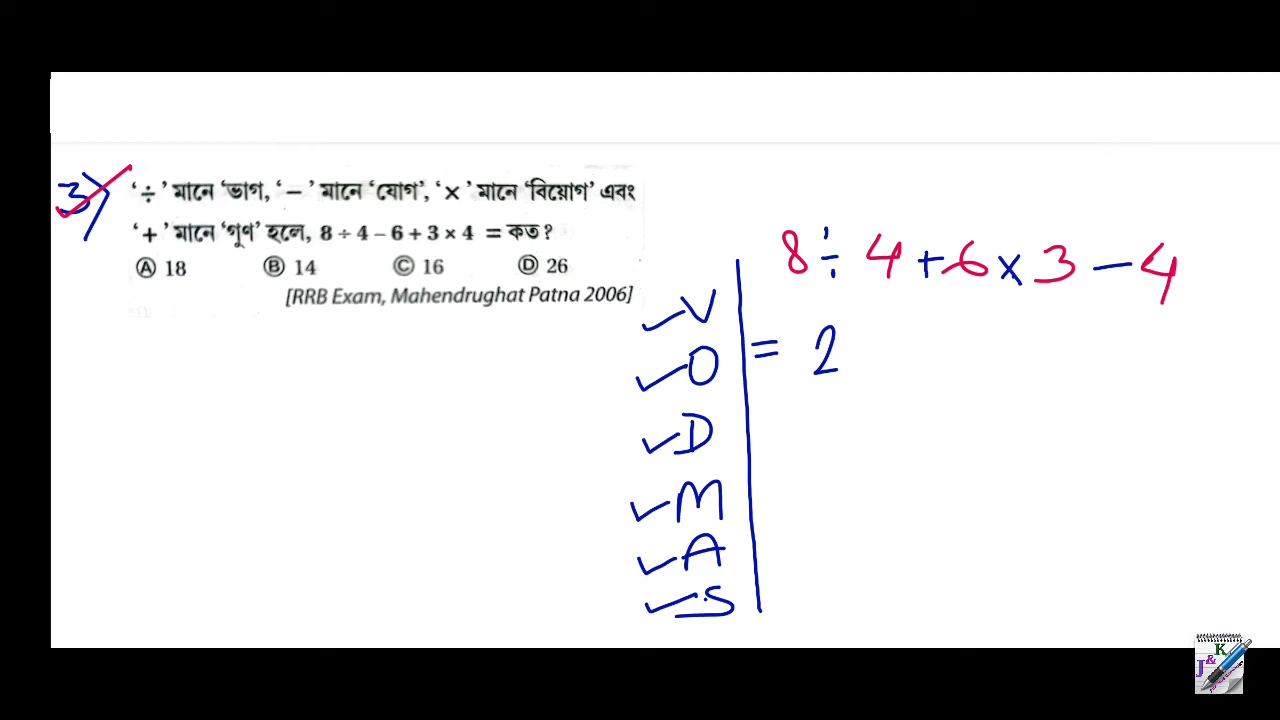 3)
‘÷’ মানে ‘ভাগ, ‘−’ মানে ‘যোগ’, ‘×’ মানে ‘বিয়োগ’ এবং
‘+’ মানে ‘গুণ’ হলে, 8 ÷ 4 – 6 + 3 × 4 = কত?
Ⓐ 18 Ⓑ 14 Ⓒ 16 Ⓓ 26
[RRB Exam, Mahendrughat Patna 2006]
8 ÷ 4 + 6 × 3 − 4
= 2
✓V
✓O
✓D
✓M
✓A
✓S
J&K